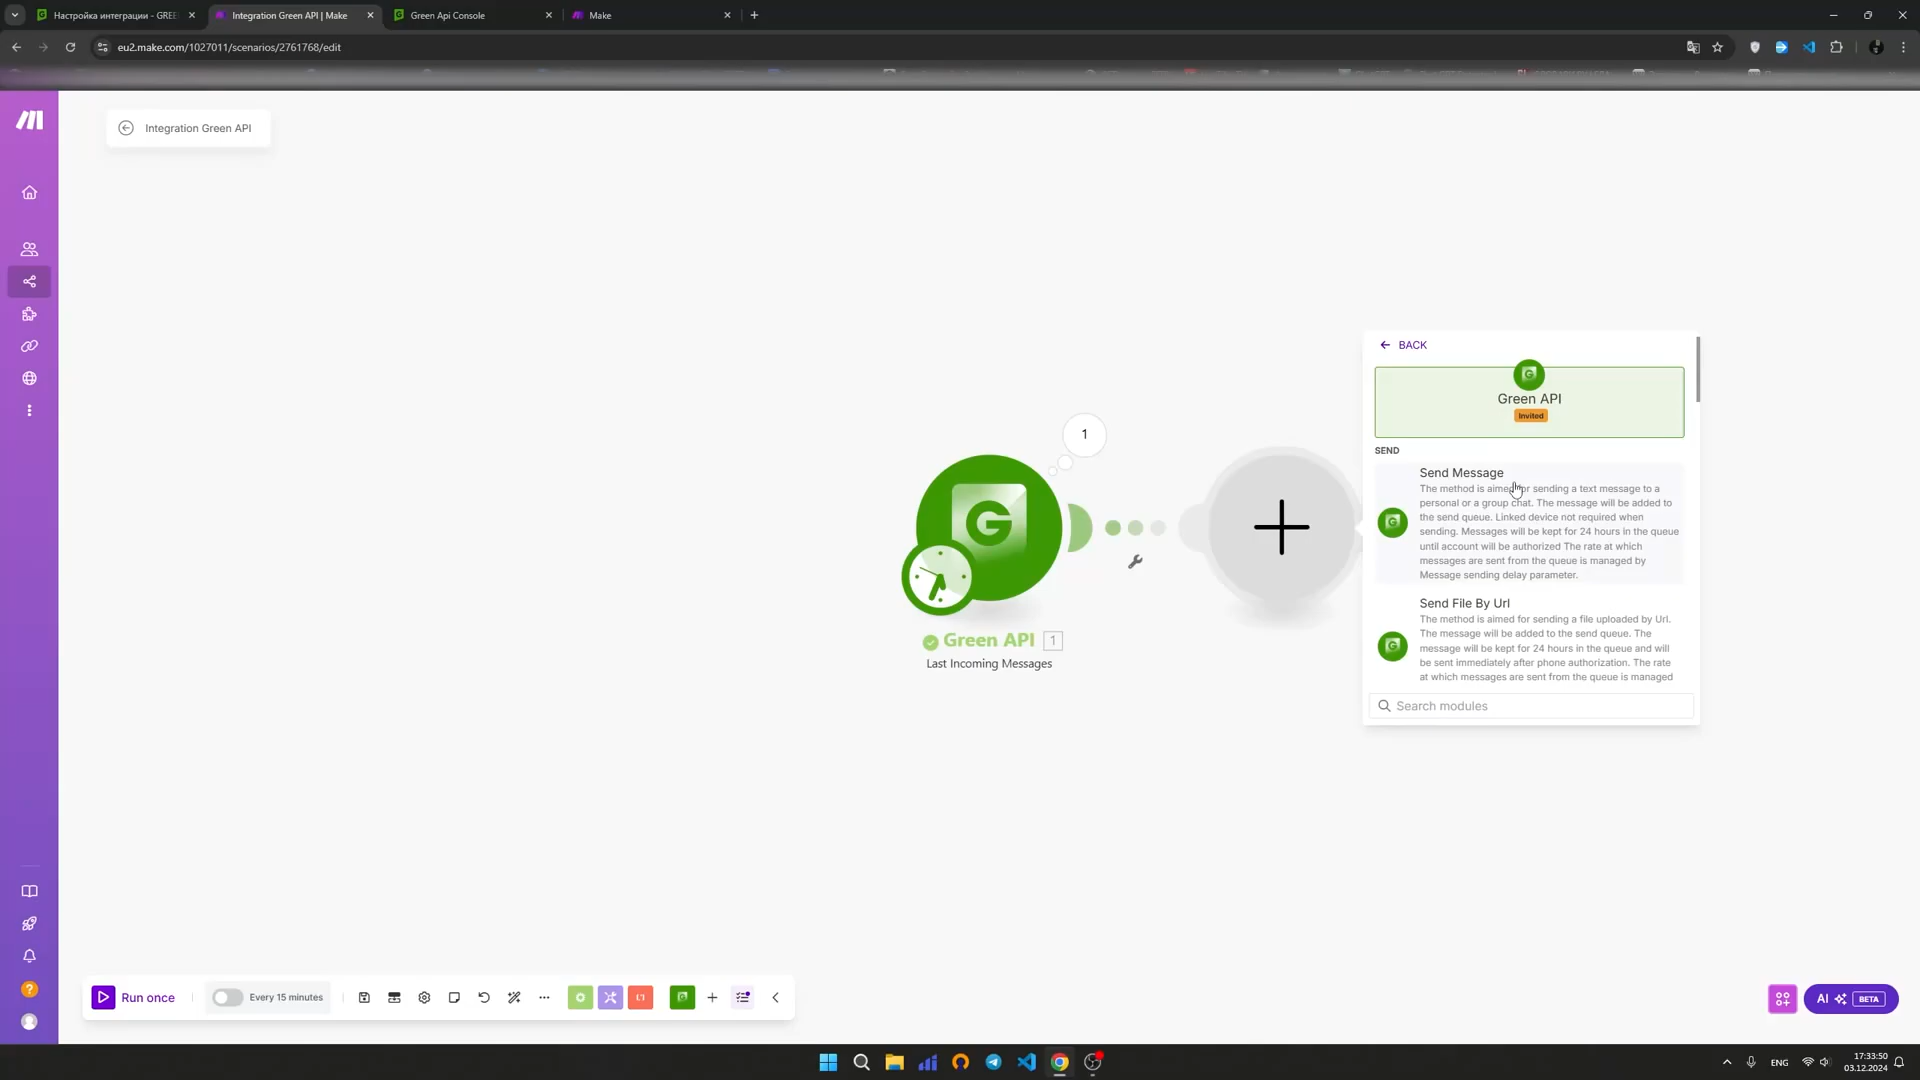 Настройка интеграции - GREE
Integration Green API | Make
Green Api Console
Make
eu2.make.com/1027011/scenarios/2761768/edit
Integration Green API
BACK
Green API
Invited
SEND
Send Message
The method is aimed for sending a text message to a
personal or a group chat. The message will be added to
the send queue. Linked device not required when
sending. Messages will be kept for 24 hours in the queue
until account will be authorized The rate at which
messages are sent from the queue is managed by
Message sending delay parameter.
Send File By Url
The method is aimed for sending a file uploaded by Url.
The message will be added to the send queue. The
message will be kept for 24 hours in the queue and will
be sent immediately after phone authorization. The rate
at which messages are sent from the queue is managed
Search modules
1
Green API 1
Last Incoming Messages
Run once
Every 15 minutes
AI BETA
ENG
17:33:50
03.12.2024